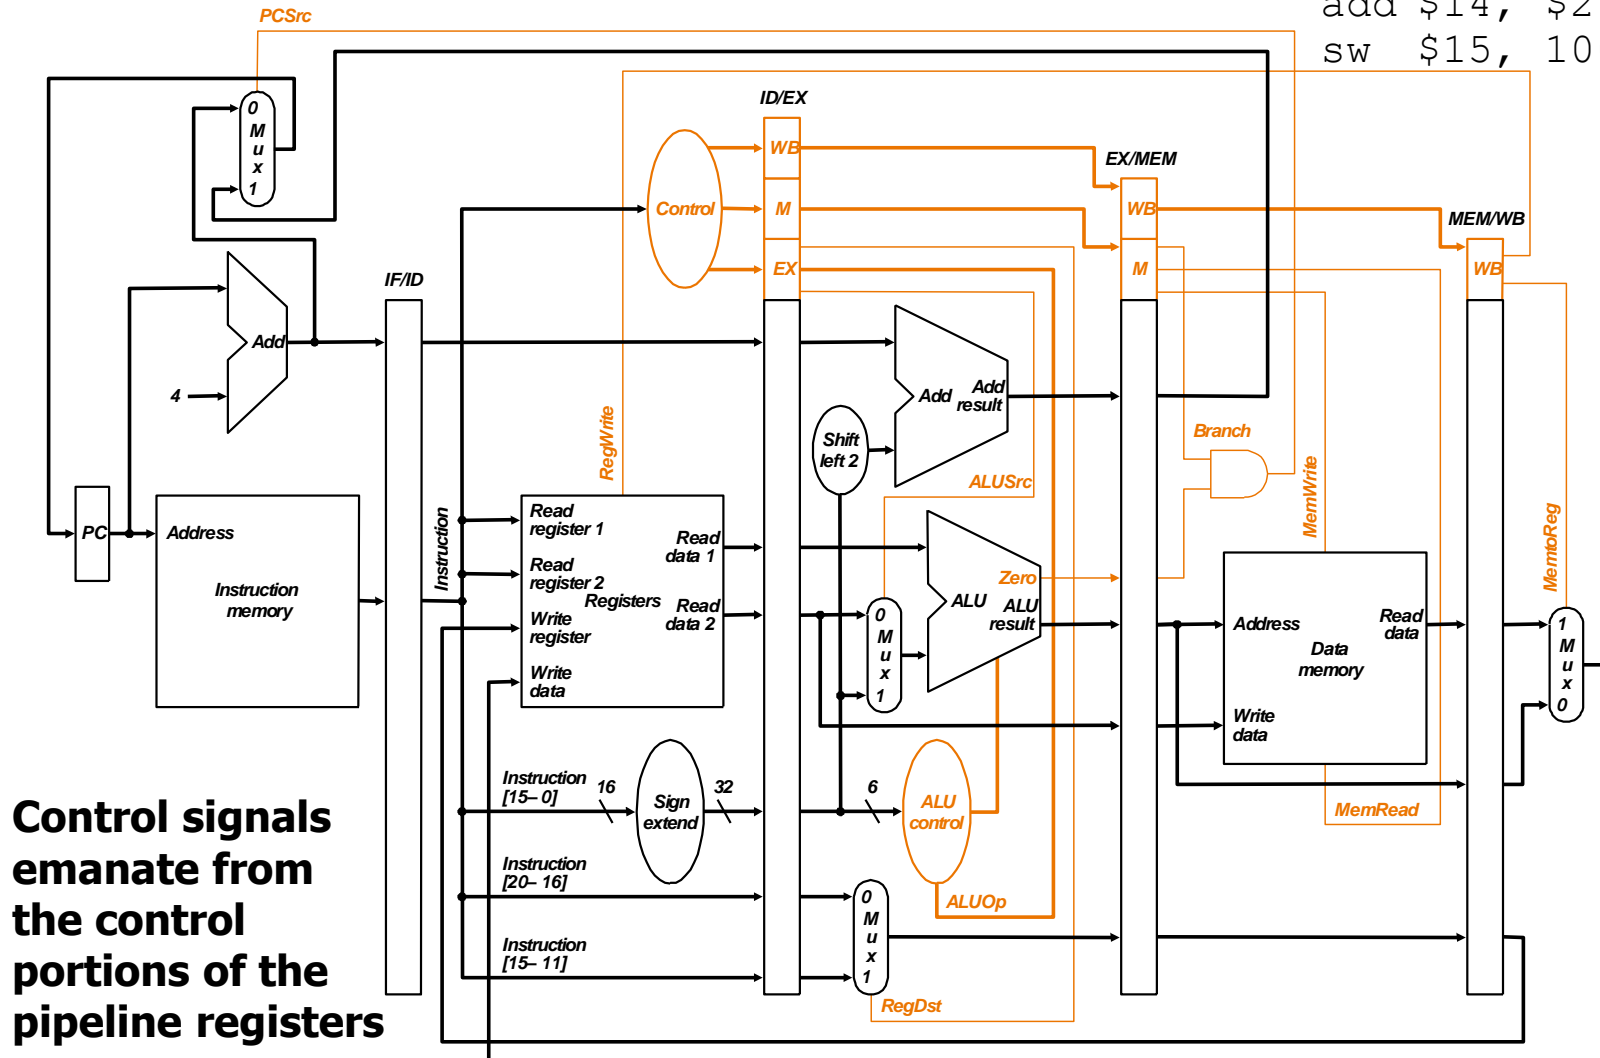 add $14, $2
sw $15, 10
PCSrc
ID/EX
0
M
u
x
1
WB
EX/MEM
Control
M
WB
MEM/WB
EX
M
WB
IF/ID
Add
4
Add
Add
result
Shift
left 2
RegWrite
Branch
ALUSrc
MemWrite
MemtoReg
PC
Address
Instruction
memory
Instruction
Read
register 1
Read
register 2
Registers
Write
register
Write
data
Read
data 1
Read
data 2
0
M
u
x
1
Zero
ALU
ALU
result
Address
Read
data
Data
memory
Write
data
1
M
u
x
0
Instruction
[15– 0]
16
Sign
extend
32
6
ALU
control
MemRead
Instruction
[20– 16]
ALUOp
0
M
u
x
1
Instruction
[15– 11]
RegDst
Control signals
emanate from
the control
portions of the
pipeline registers